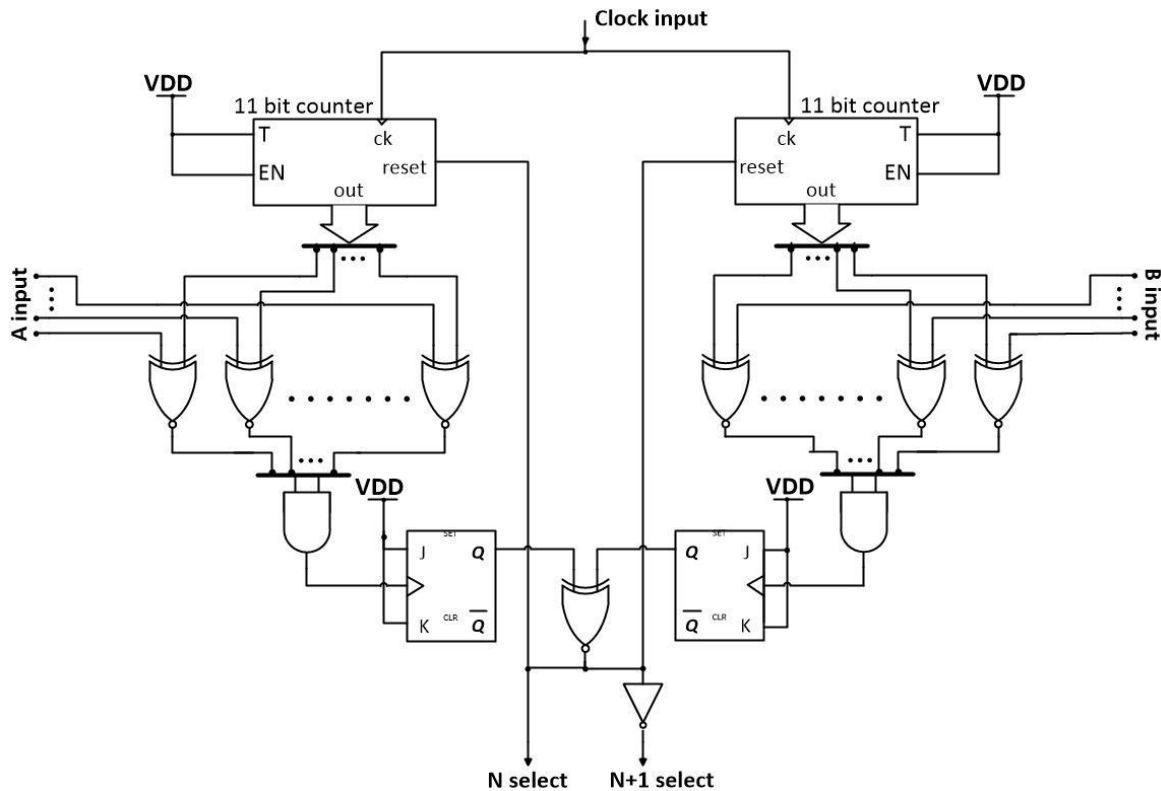 Clock input
VDD
VDD
11 bit counter
11 bit counter
T
ck
EN
reset
out
ck
T
reset
EN
out
A input
B input
VDD
VDD
SET
J
Q
CLR
K
Q
SET
Q
J
CLR
Q
K
N select
N+1 select